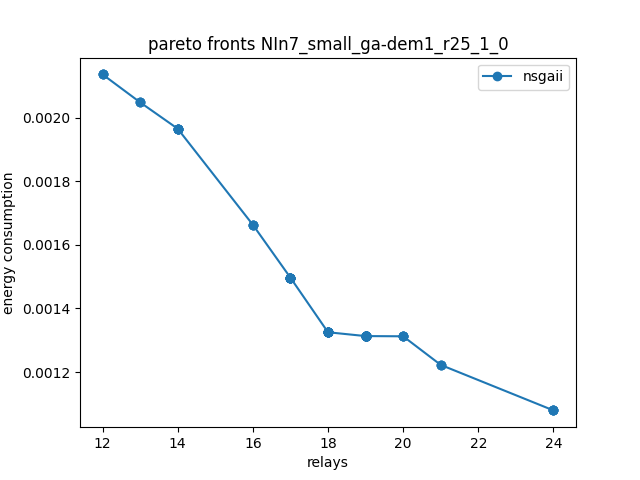 pareto fronts NIn7_small_ga-dem1_r25_1_0
nsgaii
energy consumption
0.0020
0.0018
0.0016
0.0014
0.0012
12 14 16 18 20 22 24
relays